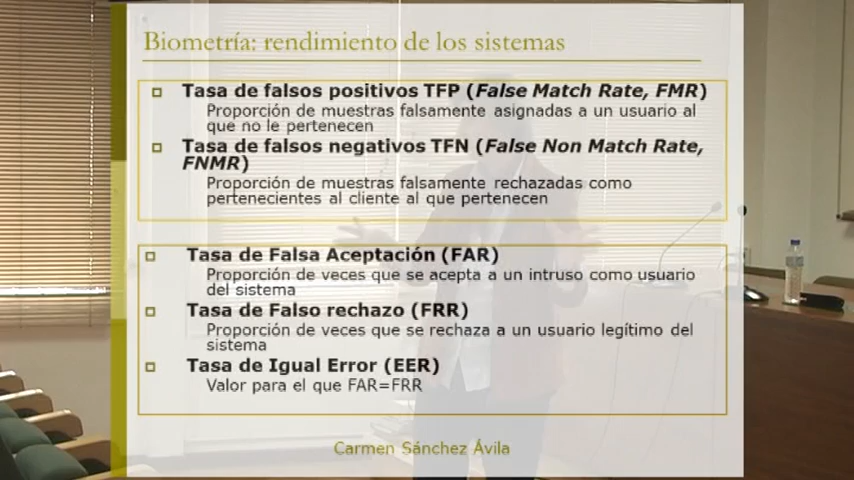 Biometría: rendimiento de los sistemas
Tasa de falsos positivos TFP (False Match Rate, FMR)
Proporción de muestras falsamente asignadas a un usuario al
que no le pertenecen
Tasa de falsos negativos TFN (False Non Match Rate,
FNMR)
Proporción de muestras falsamente rechazadas como
pertenecientes al cliente al que pertenecen
Tasa de Falsa Aceptación (FAR)
Proporción de veces que se acepta a un intruso como usuario
del sistema
Tasa de Falso rechazo (FRR)
Proporción de veces que se rechaza a un usuario legítimo del
sistema
Tasa de Igual Error (EER)
Valor para el que FAR=FRR
Carmen Sánchez Ávila